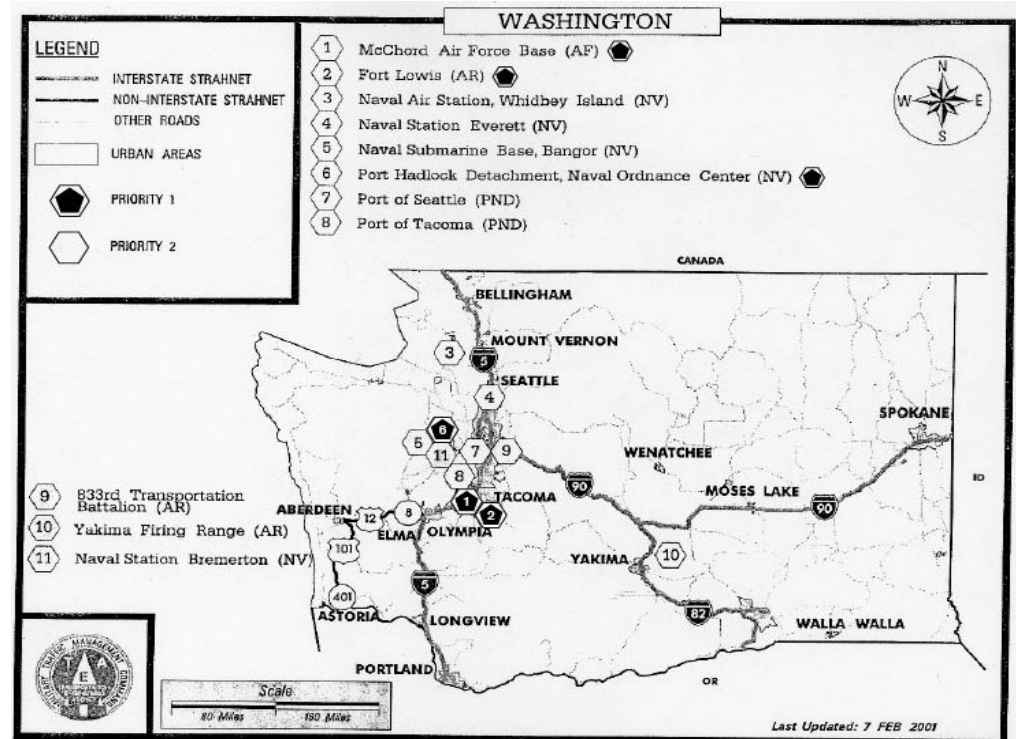 WASHINGTON
LEGEND
INTERSTATE STRAHNET
NON-INTERSTATE STRAHNET
OTHER ROADS
URBAN AREAS
PRIORITY 1
PRIORITY 2
1 McChord Air Force Base (AF)
2 Fort Lowis (AR)
3 Naval Air Station, Whidbey Island (NV)
4 Naval Station Everett (NV)
5 Naval Submarine Base, Bangor (NV)
6 Port Hadlock Detachment, Naval Ordnance Center (NV)
7 Port of Seattle (PND)
8 Port of Tacoma (PND)
N
W E
S
CANADA
BELLINGHAM
3
MOUNT VERNON
5
SEATTLE
4
SPOKANE
6
5
11
7
9
WENATCHEE
8
90
MOSES LAKE
90
ID
9 833rd Transportation
Battalion (AR)
10 Yakima Firing Range (AR)
11 Naval Station Bremerton (NV)
ABERDEEN
12
8
1
TACOMA
2
ELMA
OLYMPIA
101
YAKIMA
10
5
401
82
ASTORIA
LONGVIEW
WALLA WALLA
PORTLAND
OR
MILITARY TRAFFIC MANAGEMENT COMMAND
T E A
Scale
80 Miles 160 Miles
Last Updated: 7 FEB 2001